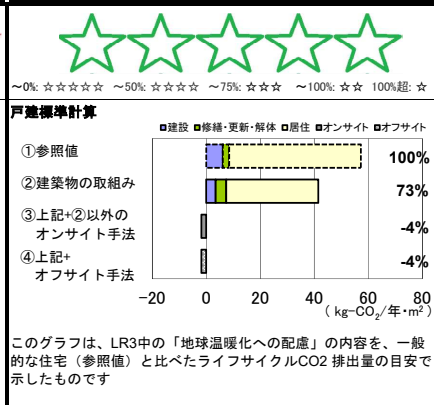 ~0%: ☆☆☆☆☆ ~50%: ☆☆☆☆ ~75%: ☆☆☆ ~100%: ☆☆ 100%超: ☆
戸建標準計算
■建設 ■修繕・更新・解体 □居住 ■オンサイト ■オフサイト
①参照値 100%
②建築物の取組み 73%
③上記+②以外の
オンサイト手法 -4%
④上記+
オフサイト手法 -4%
-20 0 20 40 60 80
( kg-CO2/年・m2 )
このグラフは、LR3中の「地球温暖化への配慮」の内容を、一般
的な住宅（参照値）と比べたライフサイクルCO2 排出量の目安で
示したものです